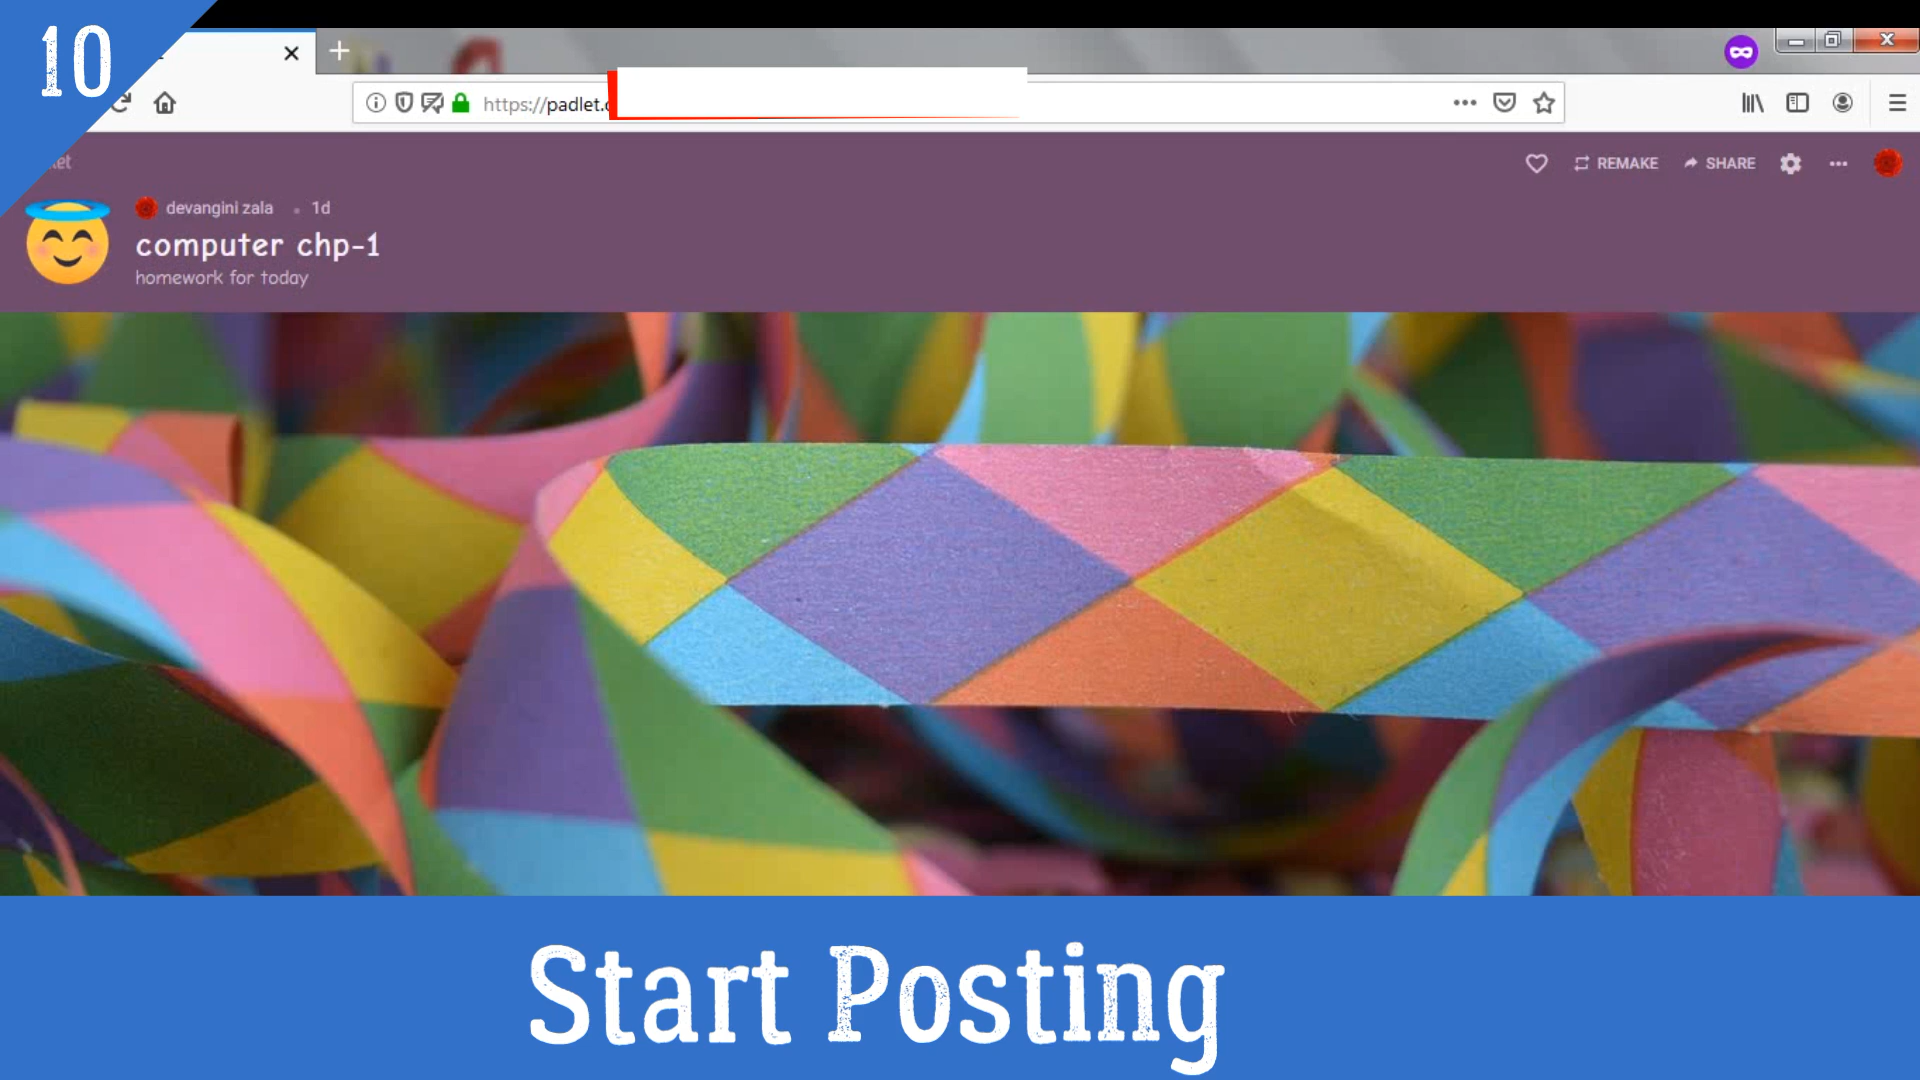 10
https://padlet.
REMAKE SHARE
devangini zala • 1d
computer chp-1
homework for today
Start Posting